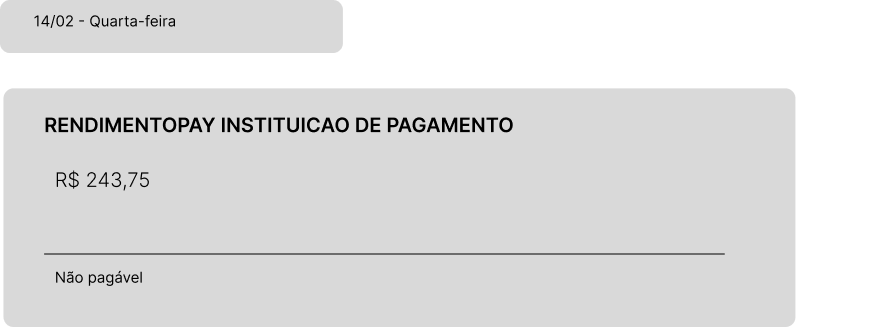 14/02 - Quarta-feira
RENDIMENTOPAY INSTITUICAO DE PAGAMENTO
R$ 243,75
Não pagável